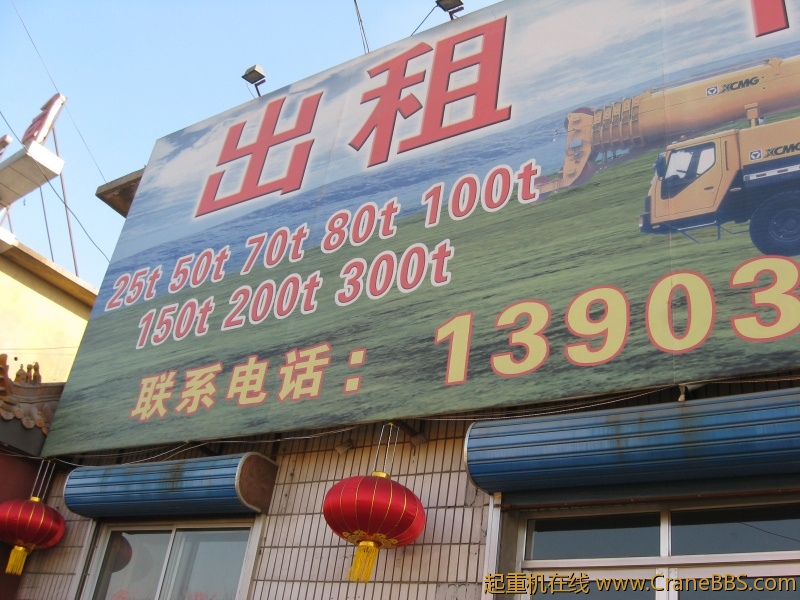 出租
XCMG
XCMG
25t 50t 70t 80t 100t
150t 200t 300t
联系电话：13903
起重机在线 www.CraneBBS.com